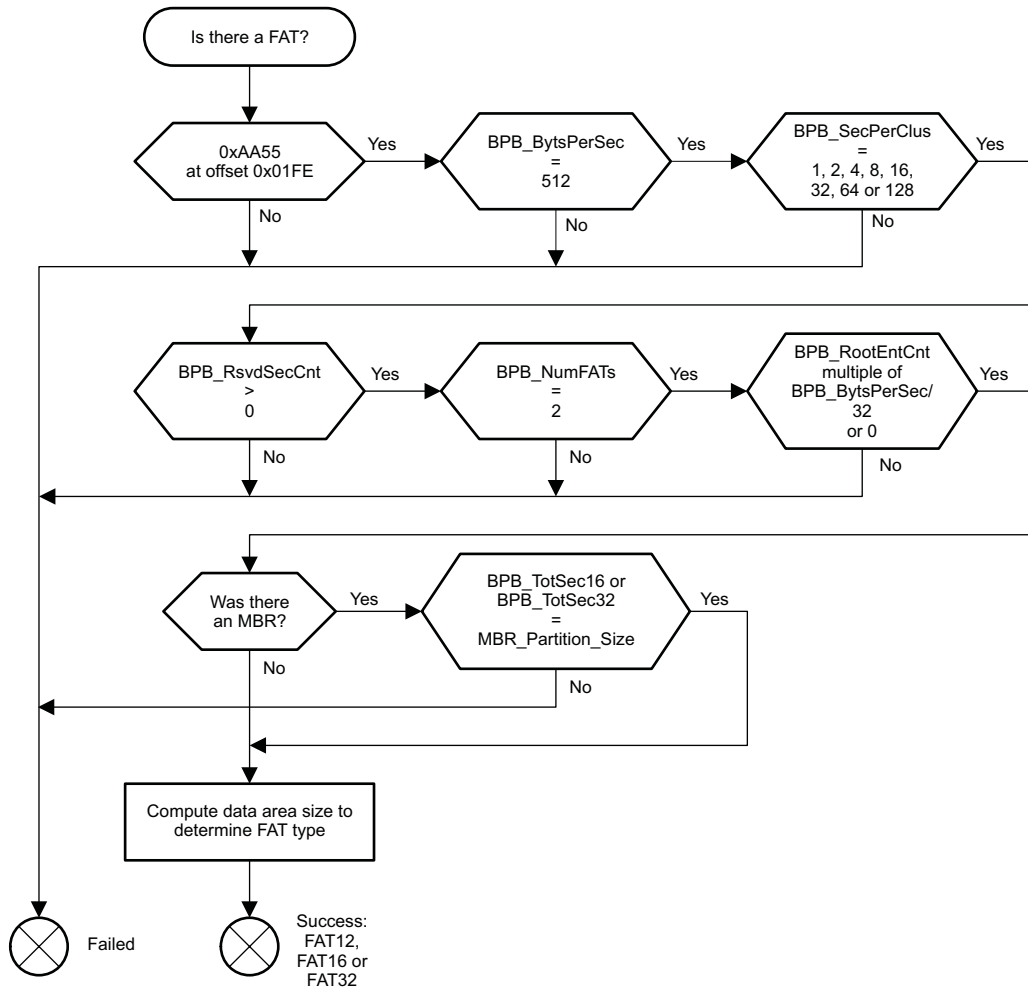 Is there a FAT?
0xAA55
at offset 0x01FE
Yes
No
BPB_BytsPerSec
=
512
Yes
No
BPB_SecPerClus
=
1, 2, 4, 8, 16,
32, 64 or 128
Yes
No
BPB_RsvdSecCnt
>
0
Yes
No
BPB_NumFATs
=
2
Yes
No
BPB_RootEntCnt
multiple of
BPB_BytsPerSec/
32
or 0
Yes
No
Was there
an MBR?
Yes
No
BPB_TotSec16 or
BPB_TotSec32
=
MBR_Partition_Size
Yes
No
Compute data area size to
determine FAT type
Failed
Success:
FAT12,
FAT16 or
FAT32